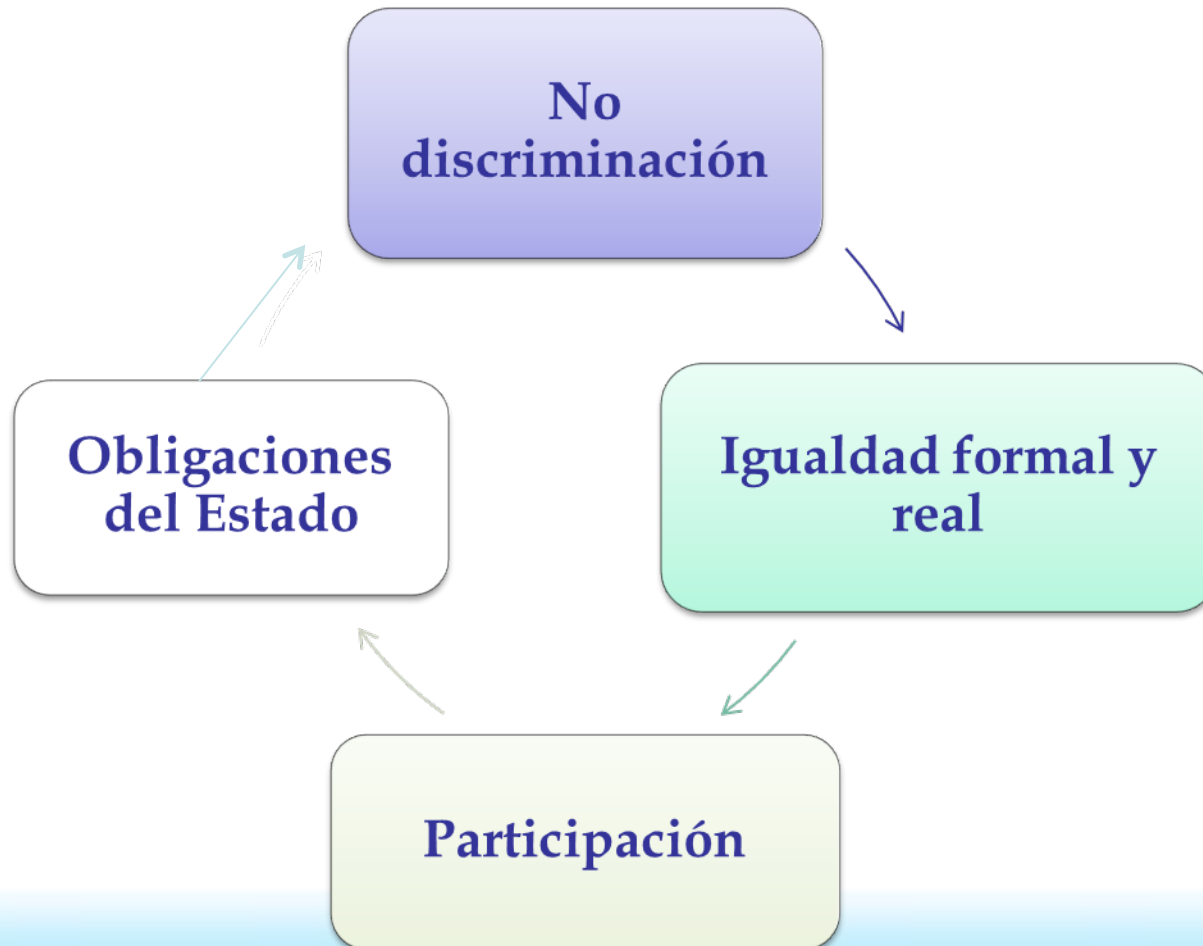 No
discriminación
Igualdad formal y
real
Participación
Obligaciones
del Estado